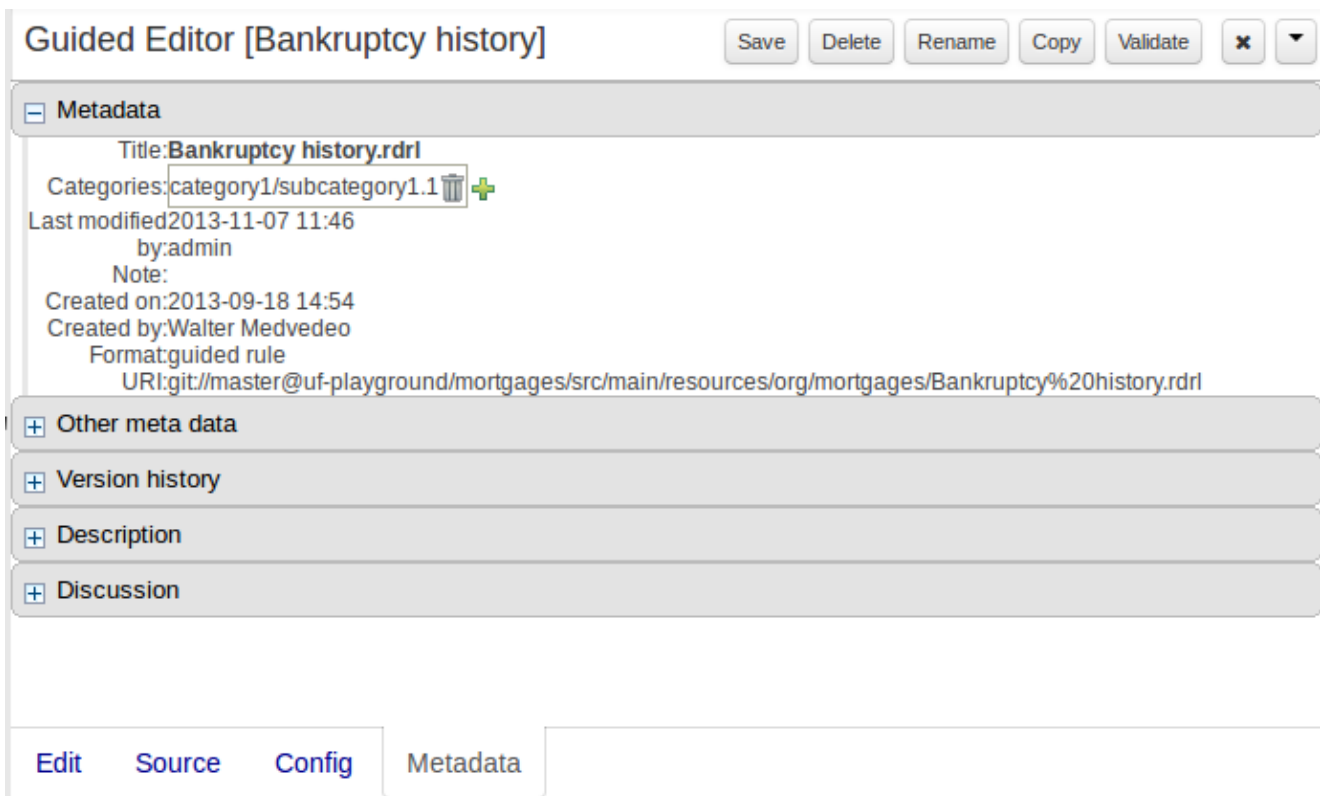 Guided Editor [Bankruptcy history] Save Delete Rename Copy Validate
Metadata
Title:Bankruptcy history.rdrl
Categories:category1/subcategory1.1
Last modified2013-11-07 11:46
by:admin
Note:
Created on:2013-09-18 14:54
Created by:Walter Medvedeo
Format:guided rule
URI:git://master@uf-playground/mortgages/src/main/resources/org/mortgages/Bankruptcy%20history.rdrl
Other meta data
Version history
Description
Discussion
Edit Source Config Metadata